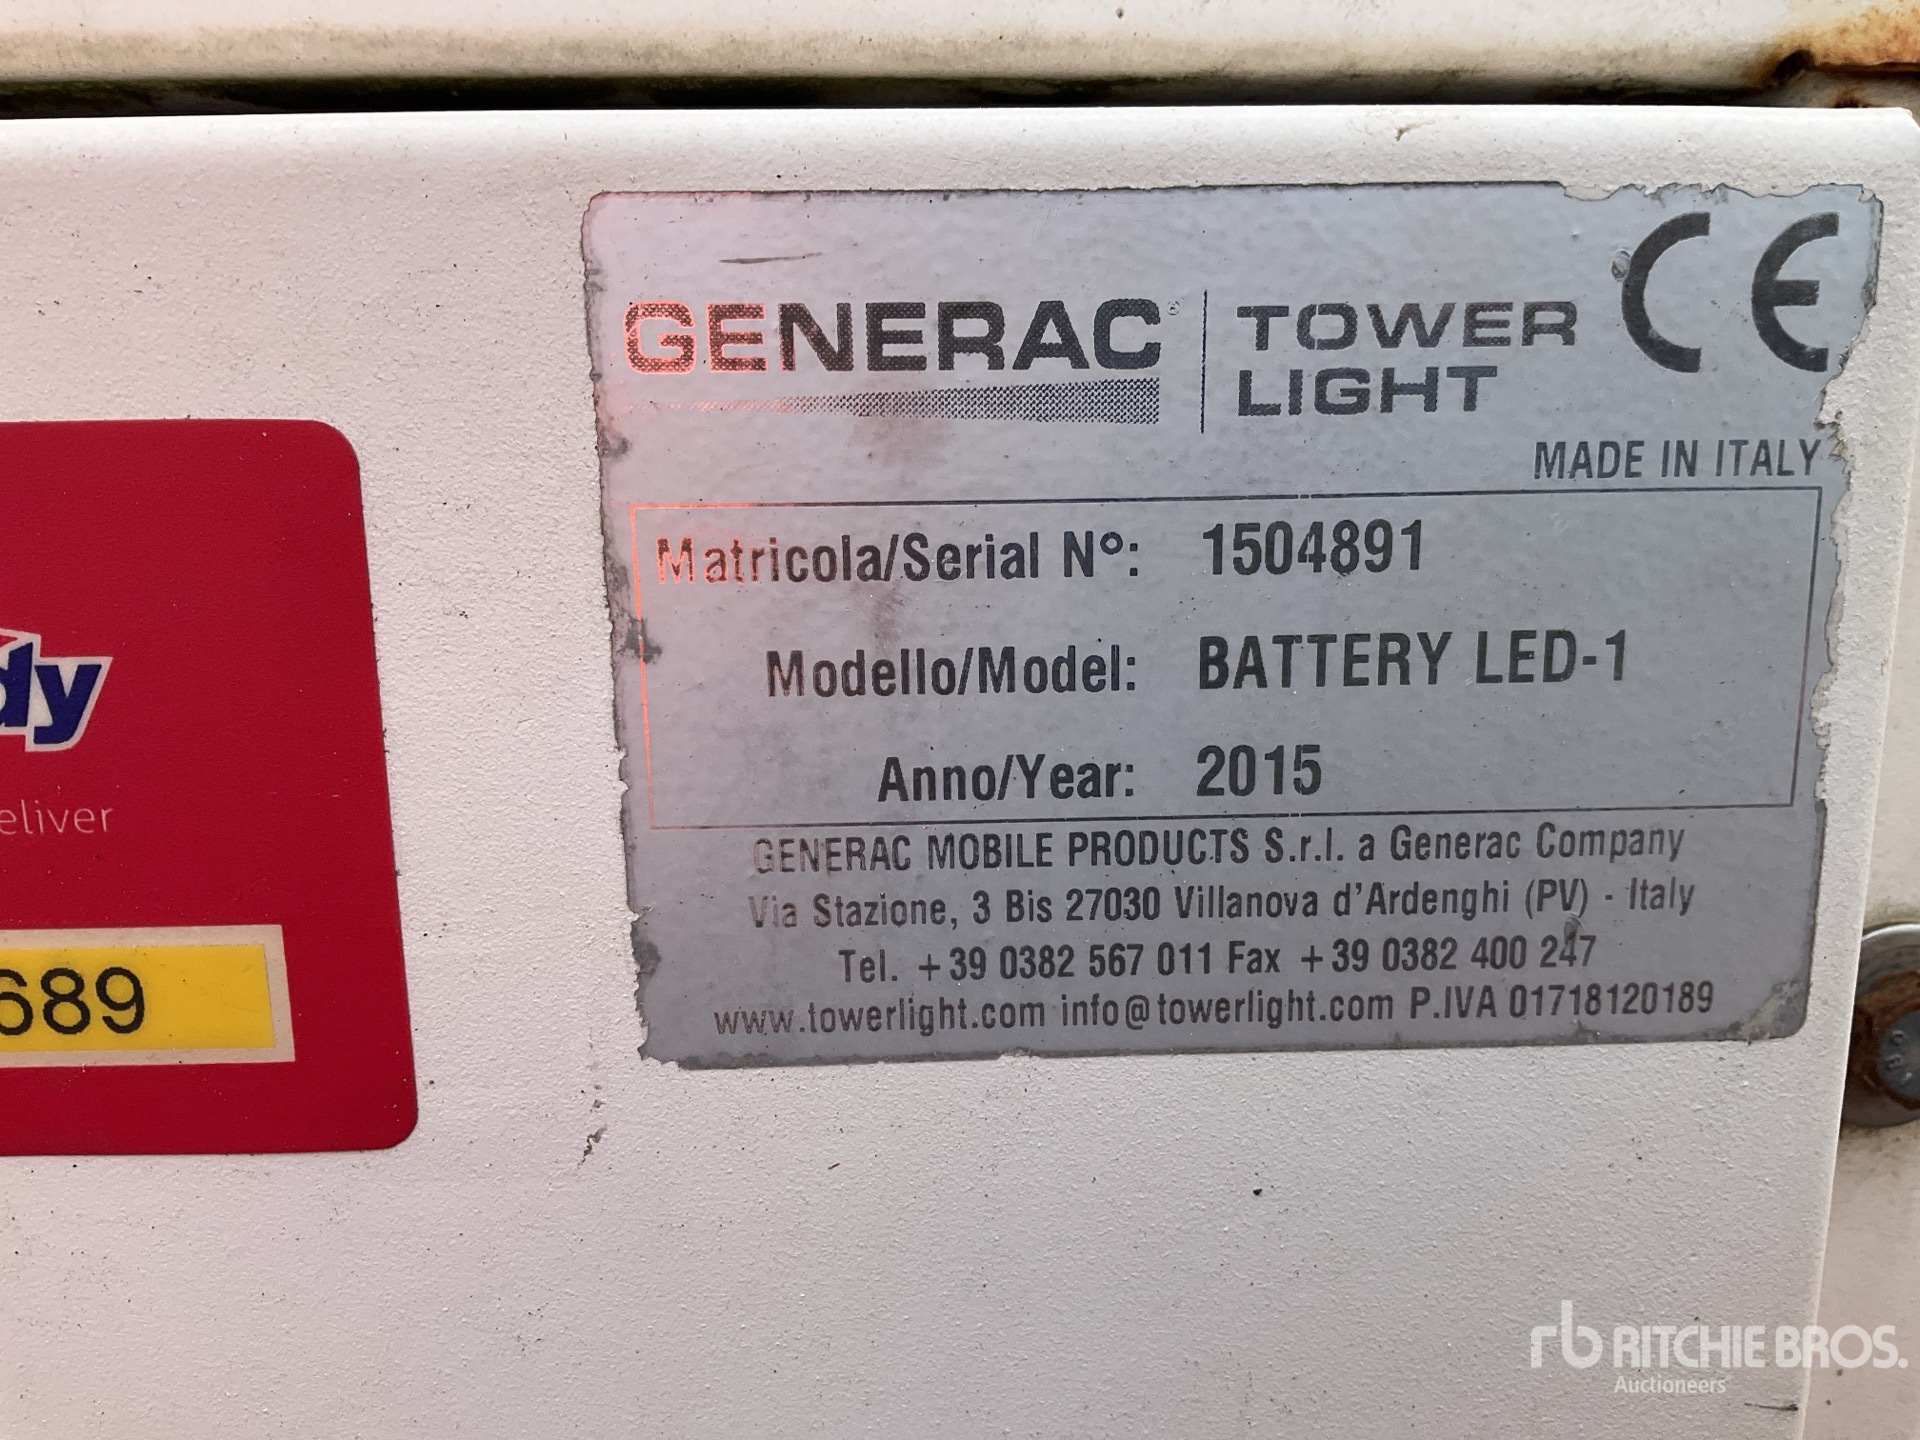 GENERAC® TOWER LIGHT CE
MADE IN ITALY
Matricola/Serial N°: 1504891
Modello/Model: BATTERY LED-1
Anno/Year: 2015
GENERAC MOBILE PRODUCTS S.r.l. a Generac Company
Via Stazione, 3 Bis 27030 Villanova d'Ardenghi (PV) - Italy
Tel. +39 0382 567 011 Fax +39 0382 400 247
www.towerlight.com info@towerlight.com P.IVA 01718120189
dy
eliver
689
rb RITCHIE BROS.
Auctioneers